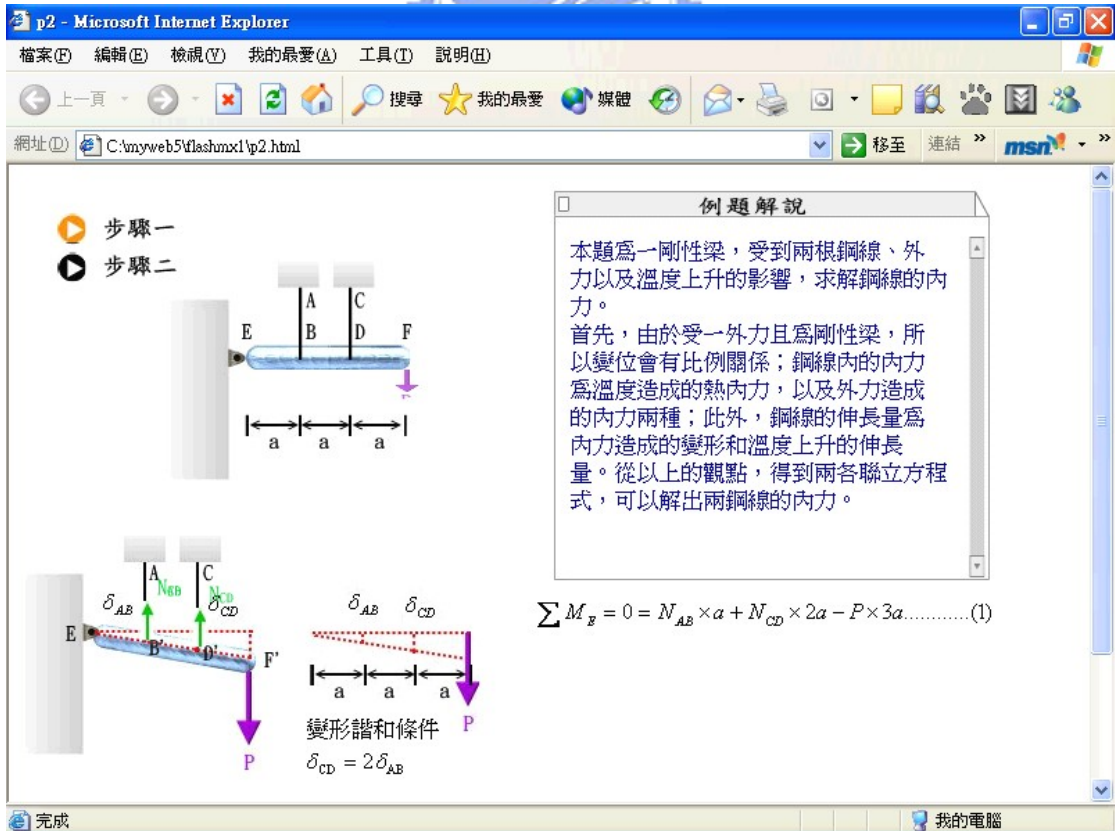 p2 - Microsoft Internet Explorer
檔案(F) 編輯(E) 檢視(V) 我的最愛(A) 工具(T) 說明(H)
上一頁 搜尋 我的最愛 媒體
網址(D) C:\myweb5\flashmx1\p2.html 移至 連結 » msn »
步驟一
步驟二
A C
E B D F
a a a
例題解說
本題為一剛性梁，受到兩根鋼線、外
力以及溫度上升的影響，求解鋼線的內
力。
首先，由於受一外力且為剛性梁，所
以變位會有比例關係；鋼線內的內力
為溫度造成的熱內力，以及外力造成
的內力兩種；此外，鋼線的伸長量為
內力造成的變形和溫度上升的伸長
量。從以上的觀點，得到兩各聯立方程
式，可以解出兩鋼線的內力。
A C
N_CD
δ_AB δ_CD
E B' D' F'
P
δ_AB δ_CD
a a a
P
變形諧和條件
δ_CD = 2δ_AB
∑ M_E = 0 = N_AB × a + N_CD × 2a − P × 3a............(1)
完成 我的電腦